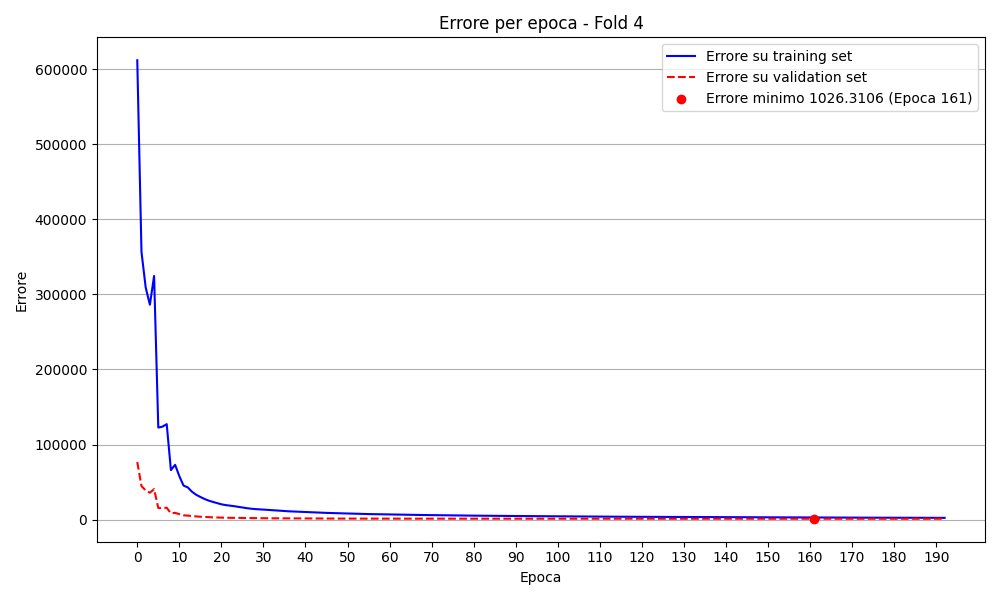 Errore per epoca - Fold 4
Errore su training set
Errore su validation set
Errore minimo 1026.3106 (Epoca 161)
Errore
600000
500000
400000
300000
200000
100000
0
0 10 20 30 40 50 60 70 80 90 100 110 120 130 140 150 160 170 180 190
Epoca